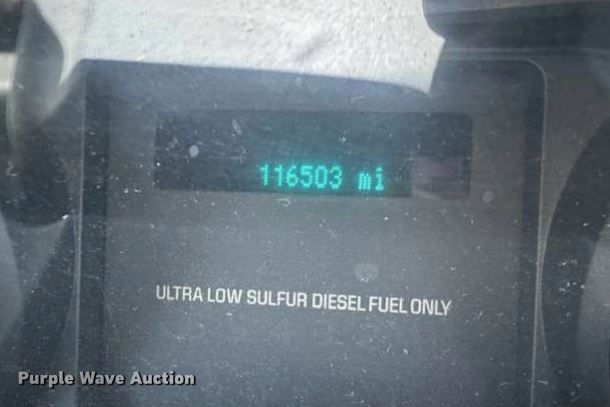 116503 mi
ULTRA LOW SULFUR DIESEL FUEL ONLY
Purple Wave Auction